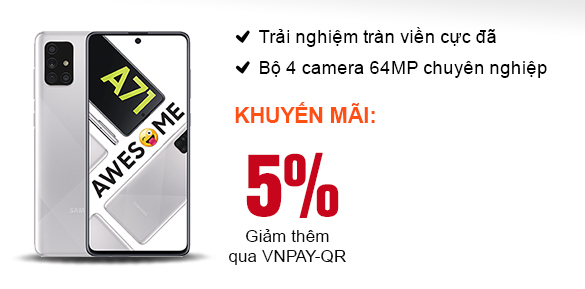 Trải nghiệm tràn viền cực đã
Bộ 4 camera 64MP chuyên nghiệp
KHUYẾN MÃI:
5%
Giảm thêm
qua VNPAY-QR
A71
AWESOME
SAMSUNG